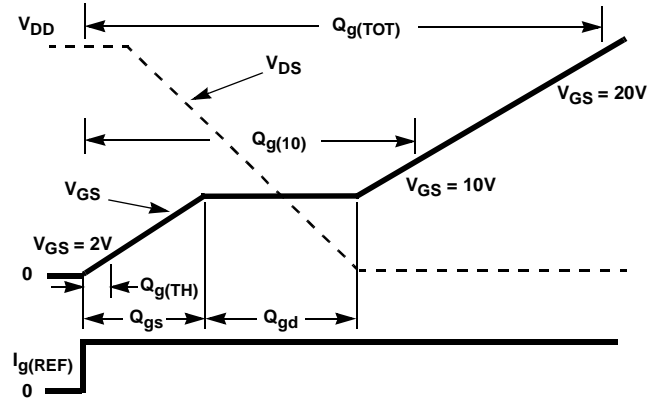 V_DD
Q_g(TOT)
V_DS
V_GS = 20V
Q_g(10)
V_GS
V_GS = 10V
V_GS = 2V
0
Q_g(TH)
Q_gs
Q_gd
I_g(REF)
0